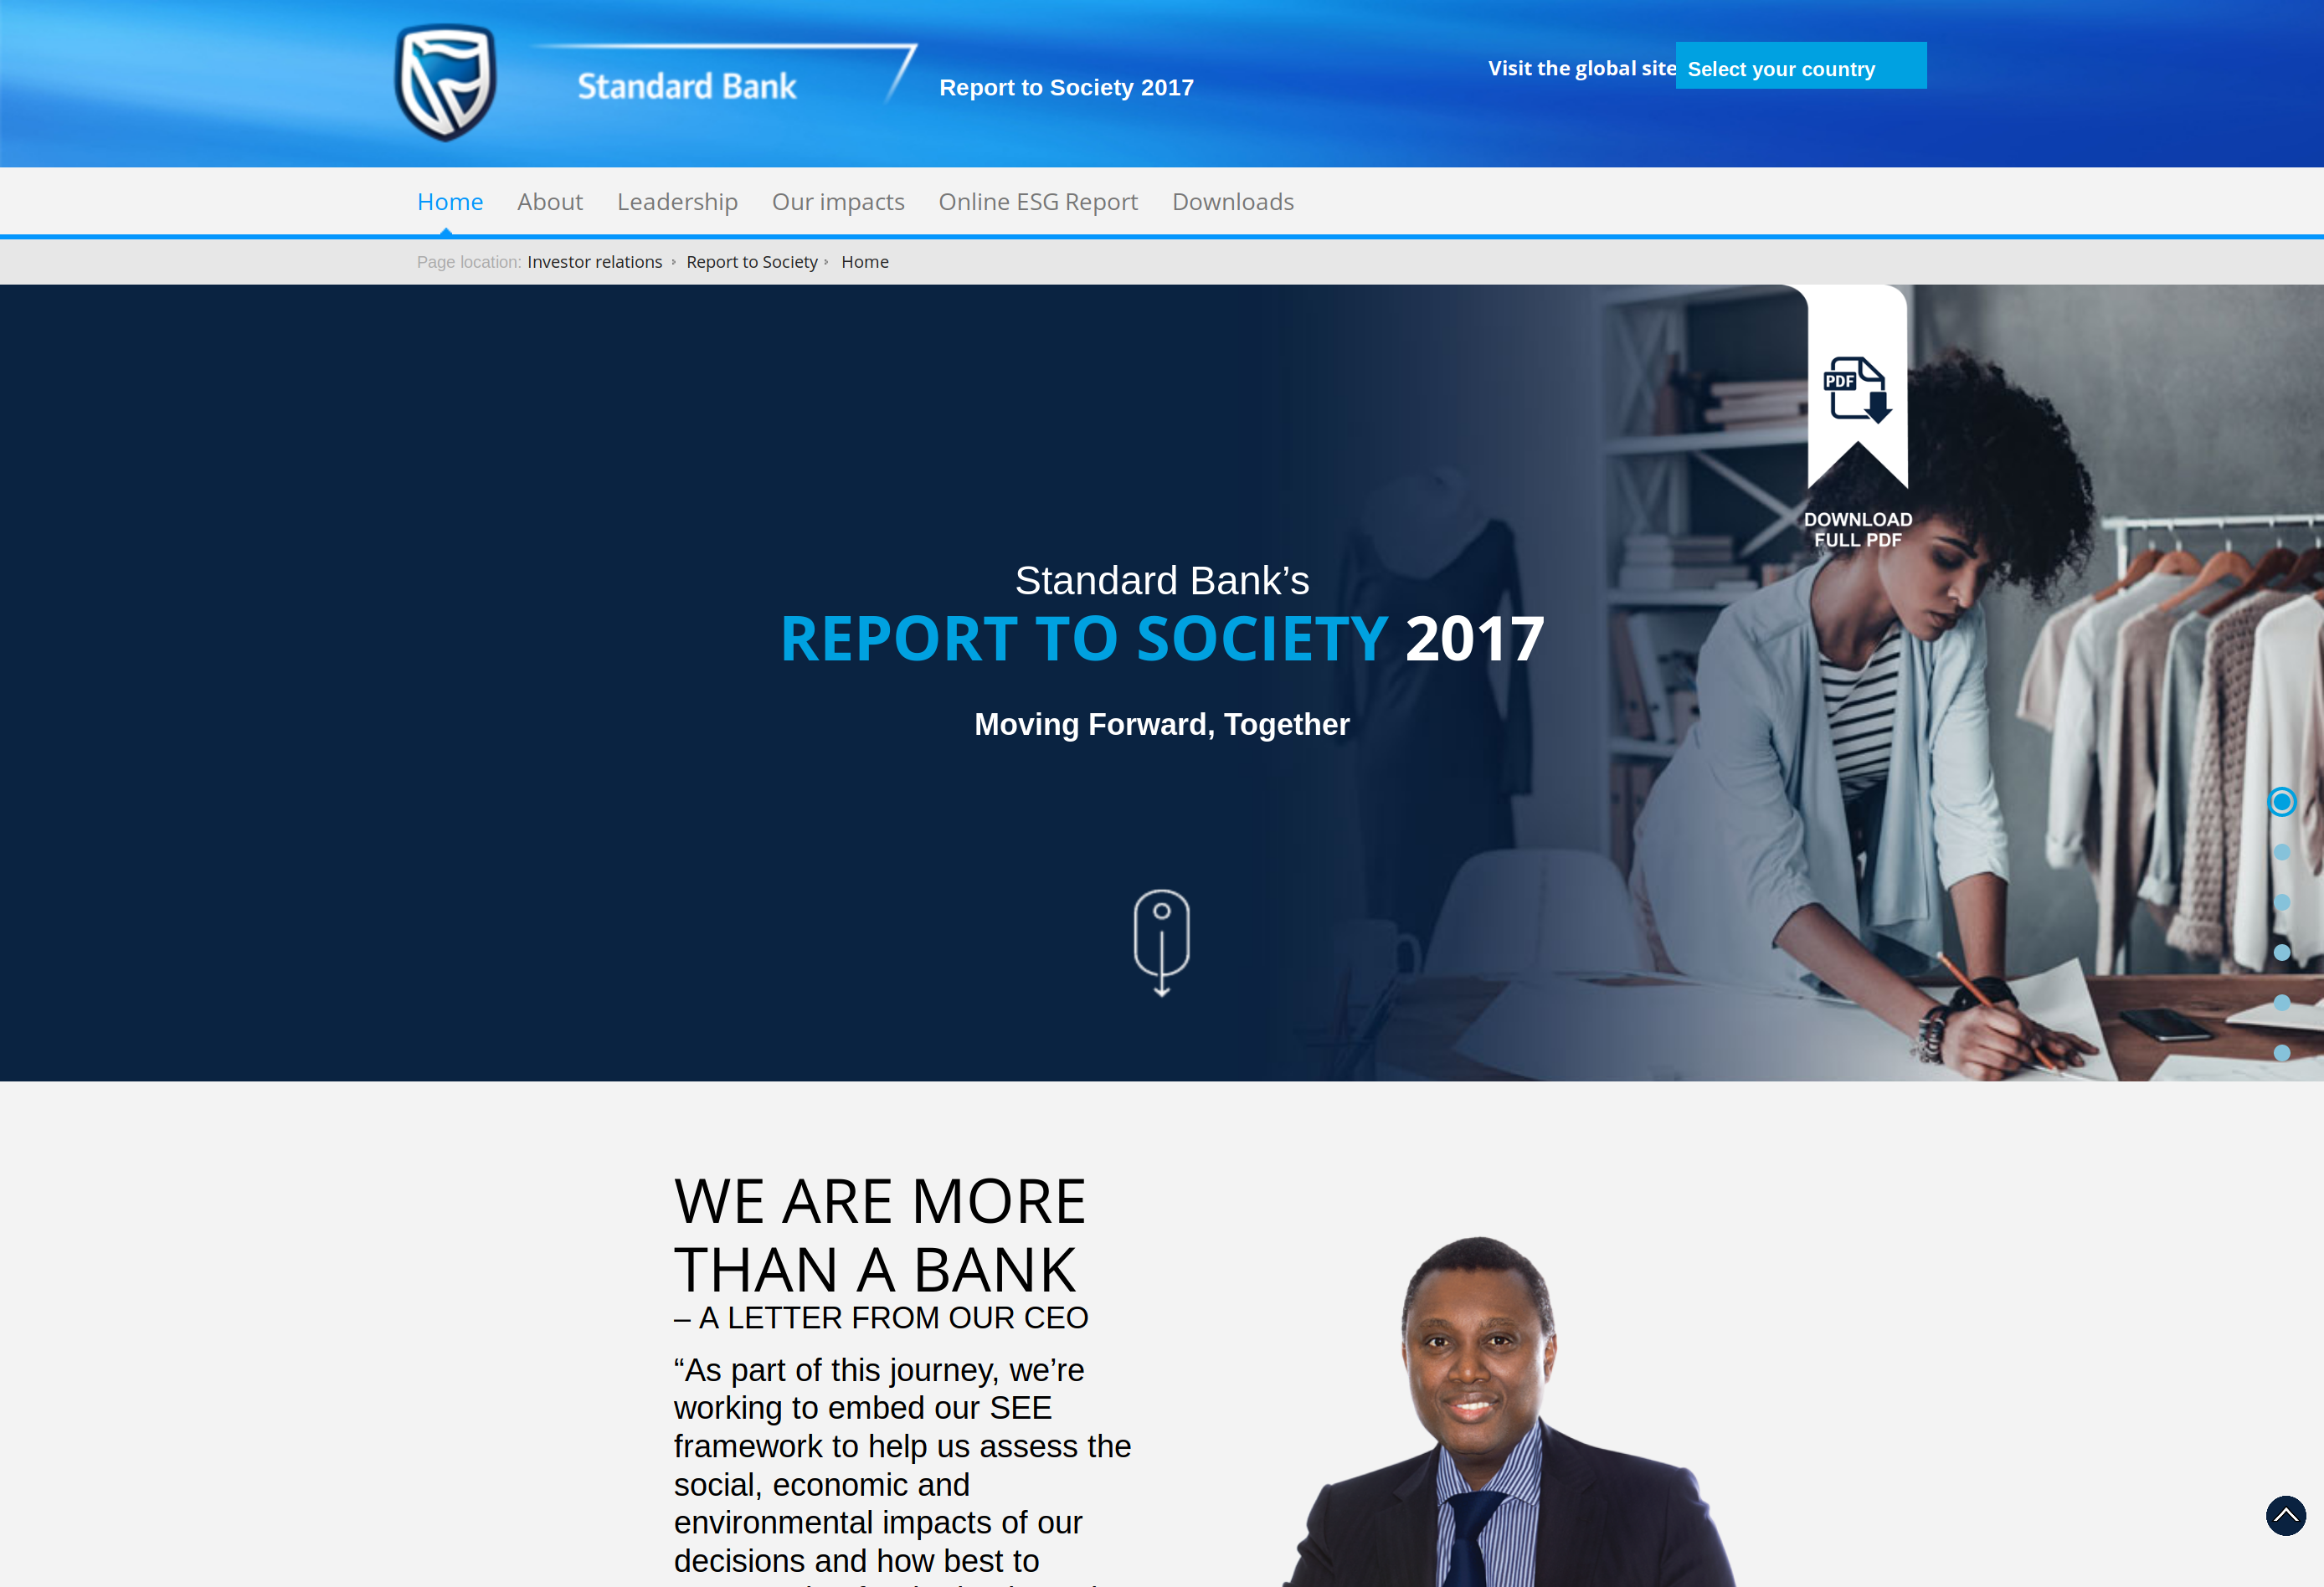 Standard Bank
Report to Society 2017
Visit the global site
Select your country
Home
About
Leadership
Our impacts
Online ESG Report
Downloads
Page location: Investor relations
Report to Society
Home
PDF
DOWNLOAD
FULL PDF
Standard Bank’s
REPORT TO SOCIETY 2017
Moving Forward, Together
WE ARE MORE
THAN A BANK
– A LETTER FROM OUR CEO
“As part of this journey, we’re
working to embed our SEE
framework to help us assess the
social, economic and
environmental impacts of our
decisions and how best to